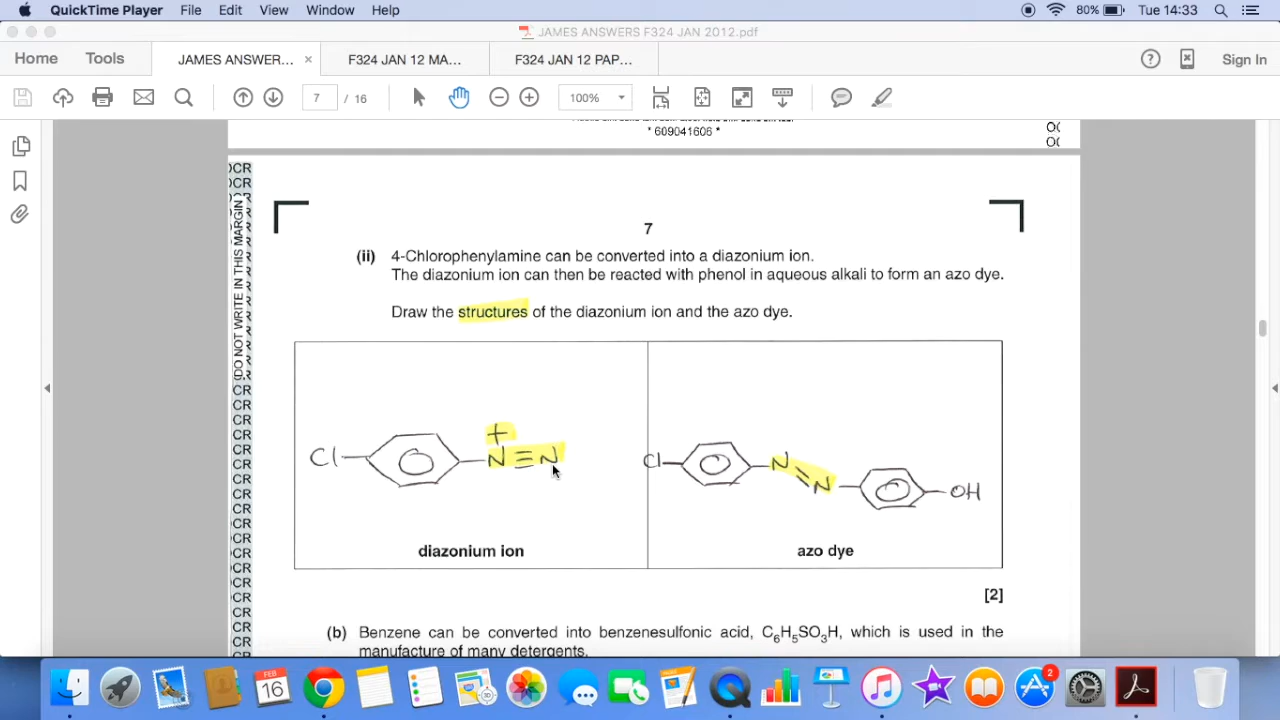 QuickTime Player File Edit View Window Help 80% Tue 14:33
JAMES ANSWERS F324 JAN 2012.pdf
Home Tools JAMES ANSWER... × F324 JAN 12 MA... F324 JAN 12 PAP... Sign In
7 / 16 100%
* 609041606 *
7
(DO NOT WRITE IN THIS MARGIN
(ii) 4-Chlorophenylamine can be converted into a diazonium ion.
The diazonium ion can then be reacted with phenol in aqueous alkali to form an azo dye.
Draw the structures of the diazonium ion and the azo dye.
+
Cl N≡N
Cl N=N OH
diazonium ion
azo dye
[2]
(b) Benzene can be converted into benzenesulfonic acid, C₆H₅SO₃H, which is used in the
manufacture of many detergents.
FEB
16
2